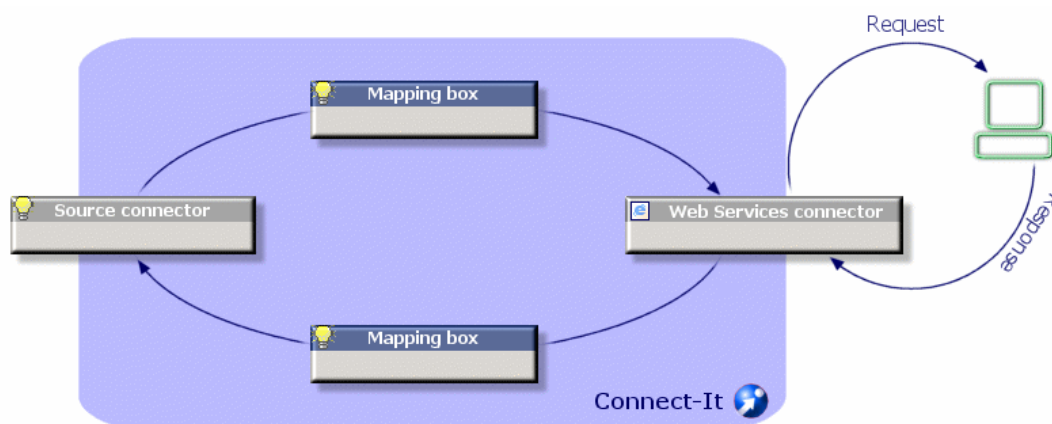 Request
Mapping box
Source connector
Web Services connector
Response
Mapping box
Connect-It